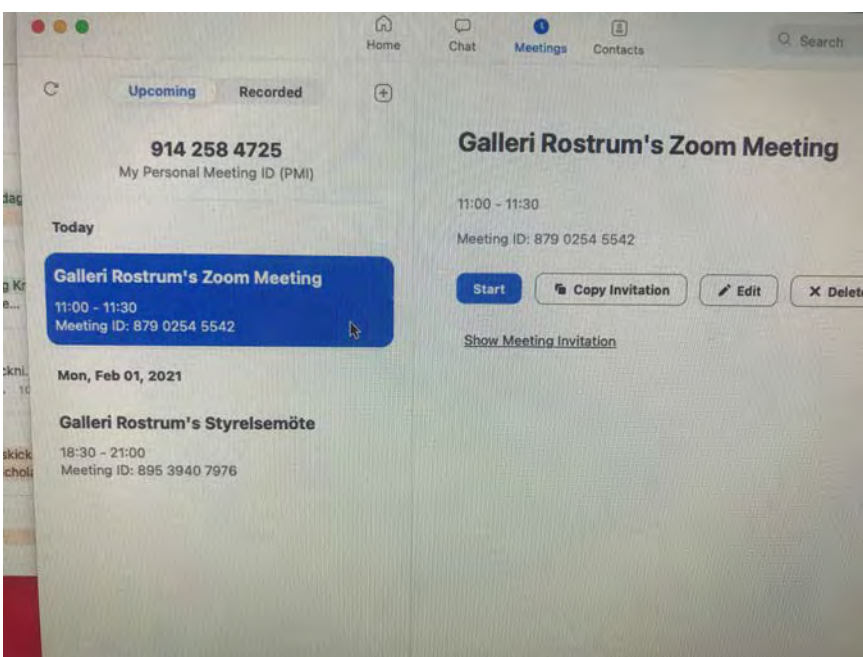 Home
Chat
Meetings
Contacts
Search
Upcoming
Recorded
914 258 4725
My Personal Meeting ID (PMI)
Today
Galleri Rostrum's Zoom Meeting
11:00 - 11:30
Meeting ID: 879 0254 5542
Mon, Feb 01, 2021
Galleri Rostrum's Styrelsemöte
18:30 - 21:00
Meeting ID: 895 3940 7976
Galleri Rostrum's Zoom Meeting
11:00 - 11:30
Meeting ID: 879 0254 5542
Start
Copy Invitation
Edit
Delete
Show Meeting Invitation